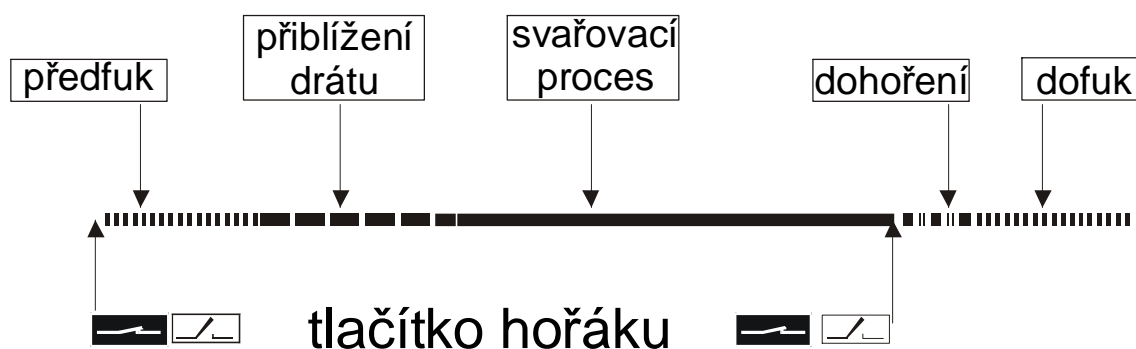 předfuk
přiblížení
drátu
svařovací
proces
dohoření
dofuk
tlačítko hořáku